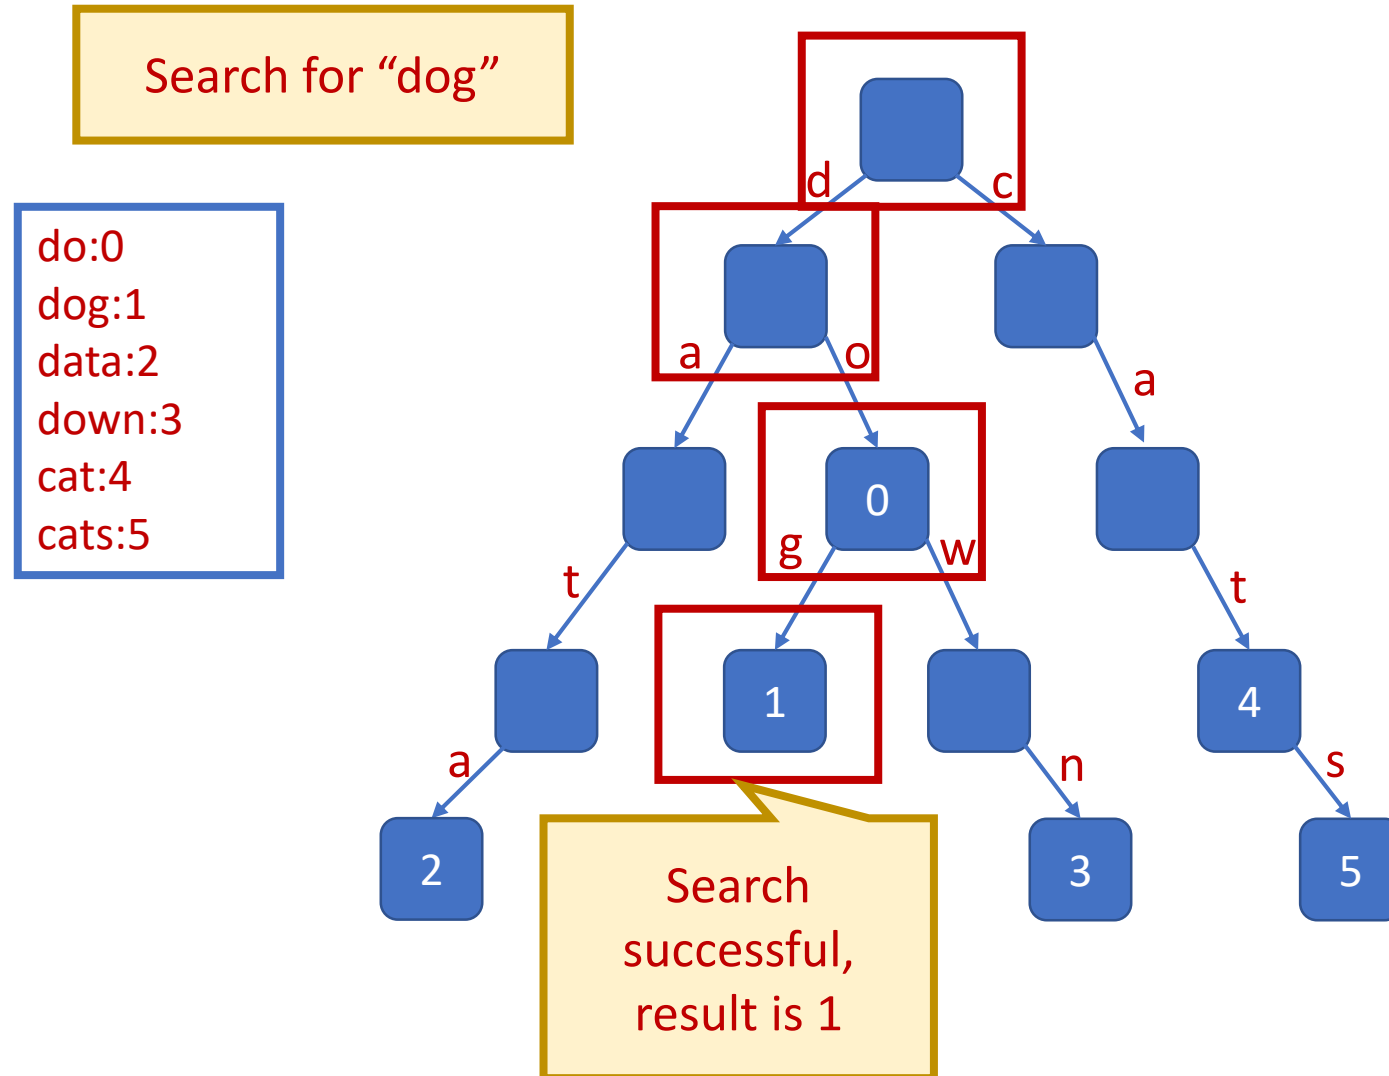 Search for “dog”
do:0
dog:1
data:2
down:3
cat:4
cats:5
d c
a o
a
0
g w
t
t
1
4
a
n
s
2
3
5
Search
successful,
result is 1